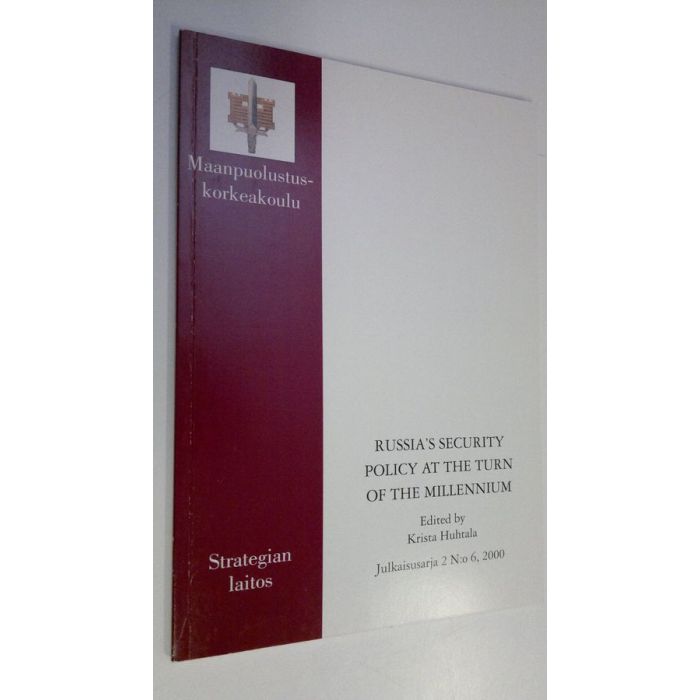 Maanpuolustus-
korkeakoulu
RUSSIA'S SECURITY
POLICY AT THE TURN
OF THE MILLENNIUM
Edited by
Krista Huhtala
Julkaisusarja 2 N:o 6, 2000
Strategian
laitos